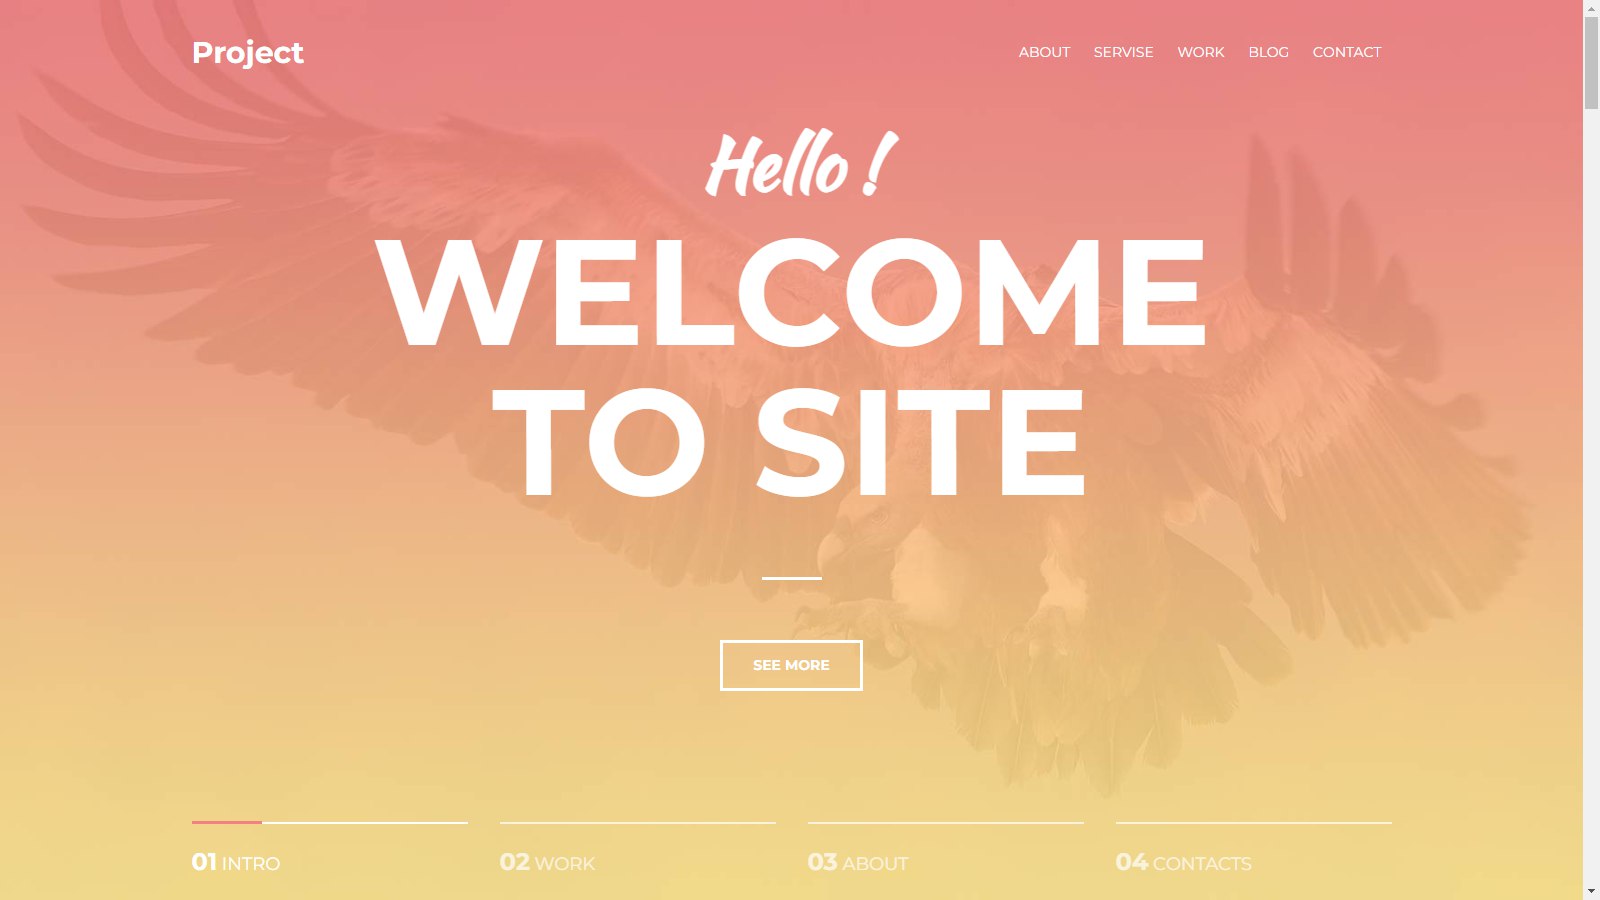 Project
ABOUT SERVISE WORK BLOG CONTACT
Hello !
WELCOME
TO SITE
SEE MORE
01 INTRO
02 WORK
03 ABOUT
04 CONTACTS